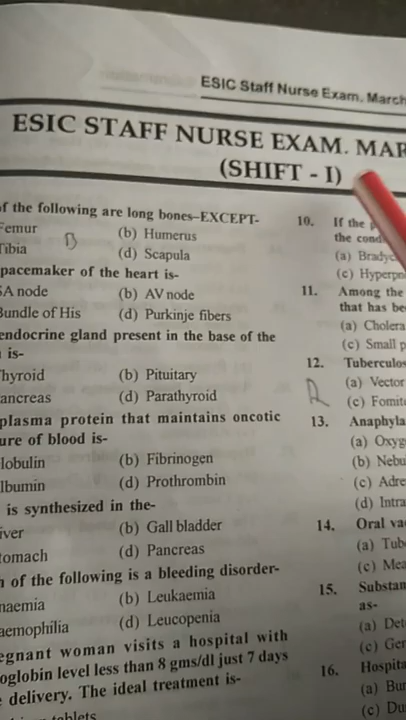 ESIC Staff Nurse Exam, March
ESIC STAFF NURSE EXAM. MAR
(SHIFT - I)
of the following are long bones–EXCEPT-
Femur (b) Humerus
Tibia (d) Scapula
pacemaker of the heart is-
SA node (b) AV node
Bundle of His (d) Purkinje fibers
endocrine gland present in the base of the
is-
Thyroid (b) Pituitary
ancreas (d) Parathyroid
plasma protein that maintains oncotic
ure of blood is-
lobulin (b) Fibrinogen
lbumin (d) Prothrombin
is synthesized in the-
iver (b) Gall bladder
tomach (d) Pancreas
h of the following is a bleeding disorder-
naemia (b) Leukaemia
aemophilia (d) Leucopenia
egnant woman visits a hospital with
oglobin level less than 8 gms/dl just 7 days
delivery. The ideal treatment is-
tablets
10. If the
the cond
(a) Bradyc
(c) Hyperpn
11. Among the
that has be
(a) Cholera
(c) Small p
12. Tuberculos
(a) Vector
(c) Fomite
13. Anaphyla
(a) Oxyg
(b) Nebu
(c) Adre
(d) Intra
14. Oral va
(a) Tub
(c) Mea
15. Substan
as-
(a) Det
(c) Ger
16. Hospita
(a) Bur
(c) Du